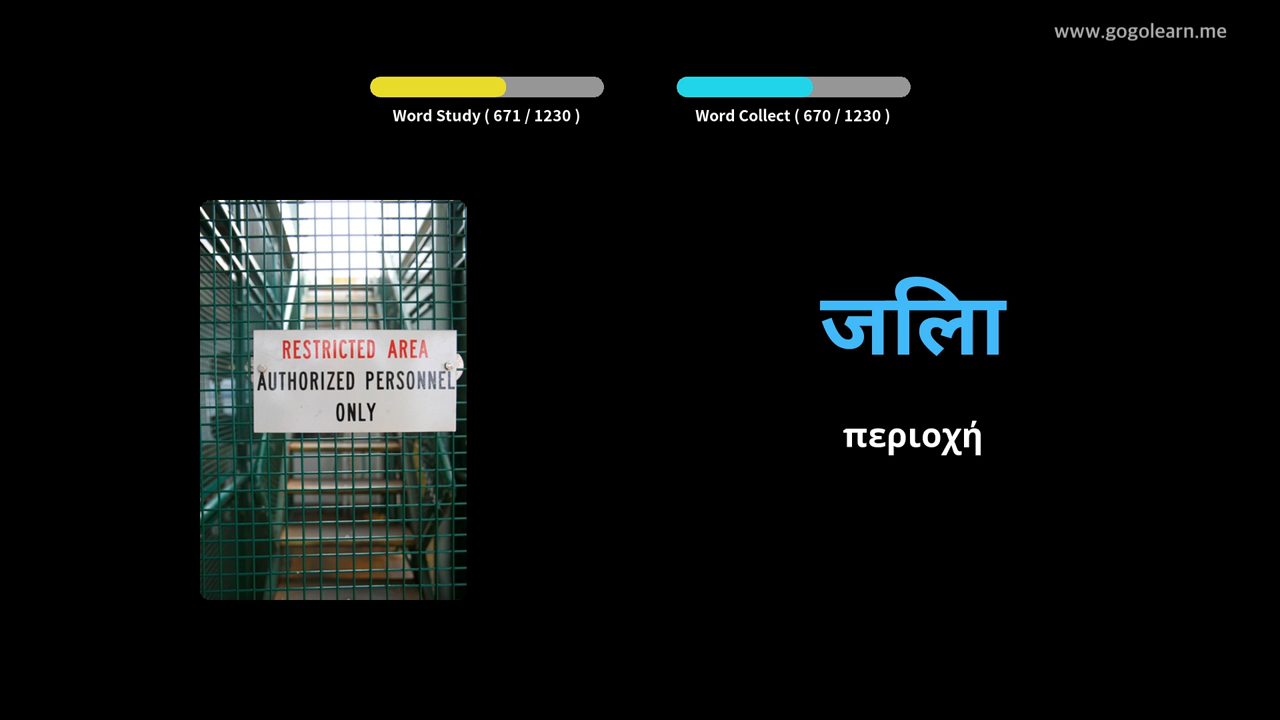 www.gogolearn.me
Word Study ( 671 / 1230 )
Word Collect ( 670 / 1230 )
RESTRICTED AREA
AUTHORIZED PERSONNEL
ONLY
जलिा
περιοχή